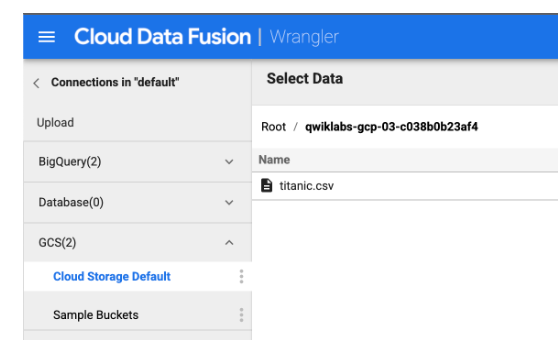 Cloud Data Fusion | Wrangler
Connections in "default"
Upload
BigQuery(2)
Database(0)
GCS(2)
Cloud Storage Default
Sample Buckets
Select Data
Root / qwiklabs-gcp-03-c038b0b23af4
Name
titanic.csv